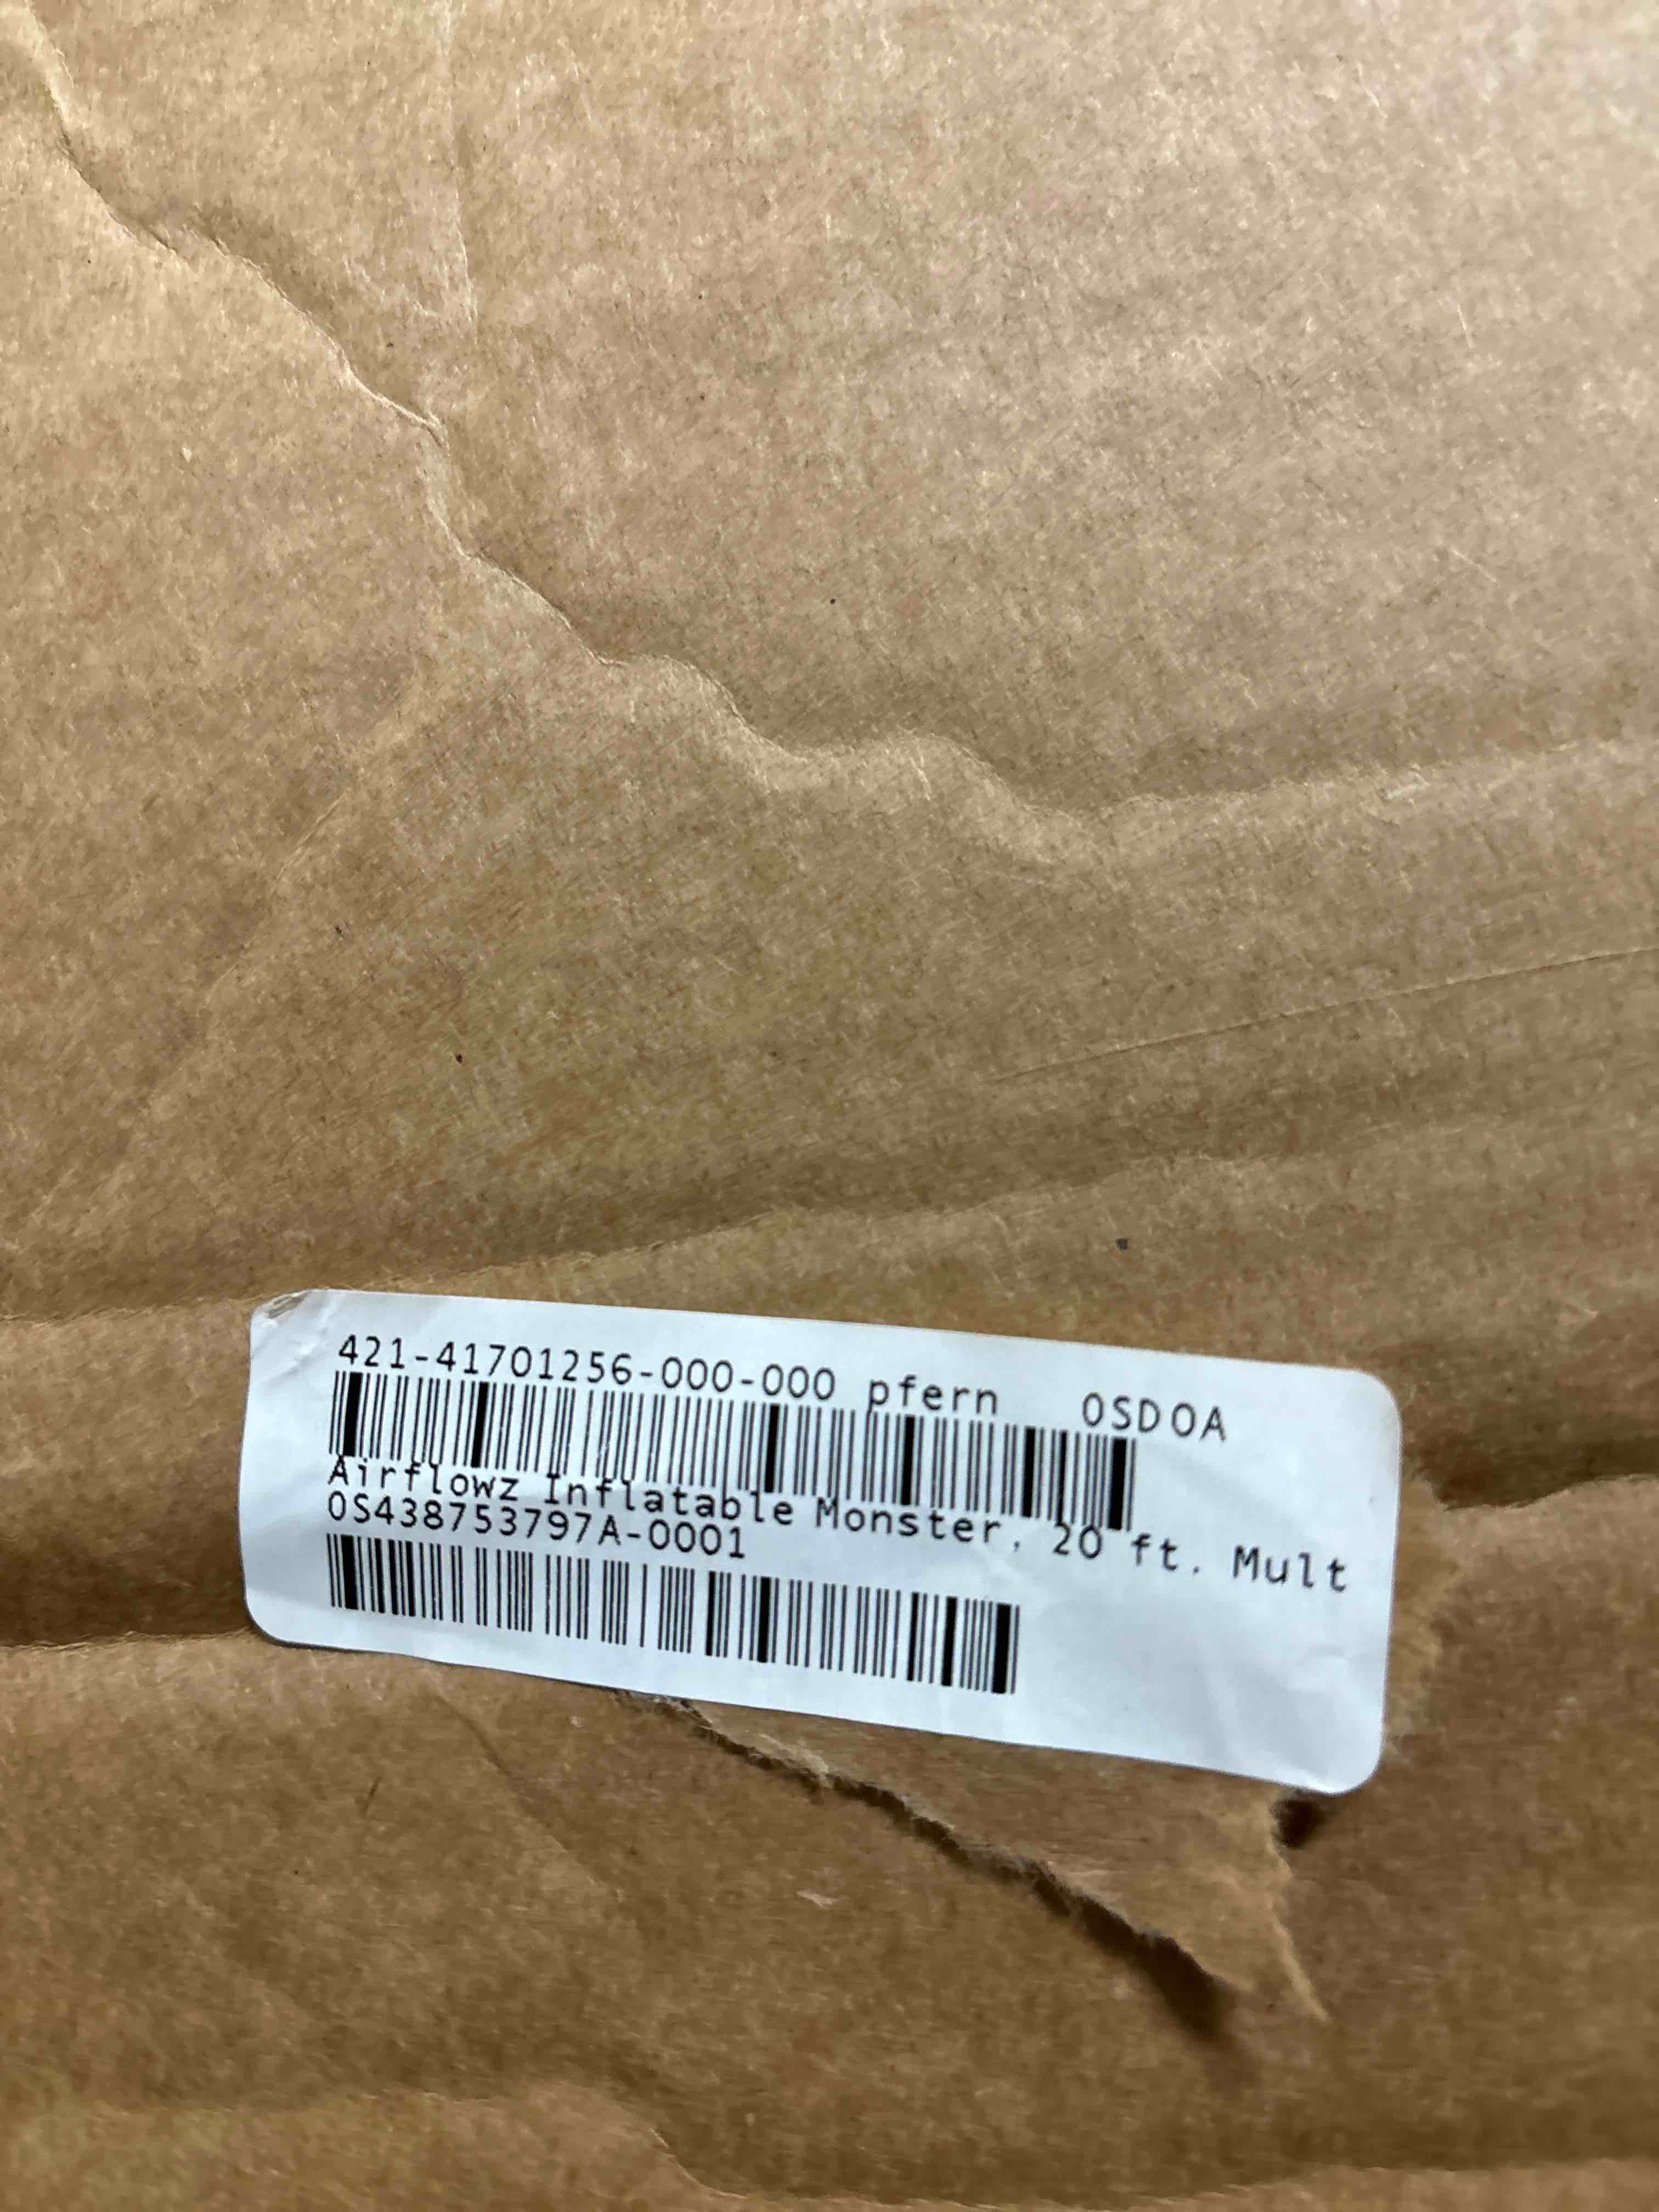 421-41701256-000-000 pfern OSDOA
Airflowz Inflatable Monster, 20 ft. Mult
OS438753797A-0001